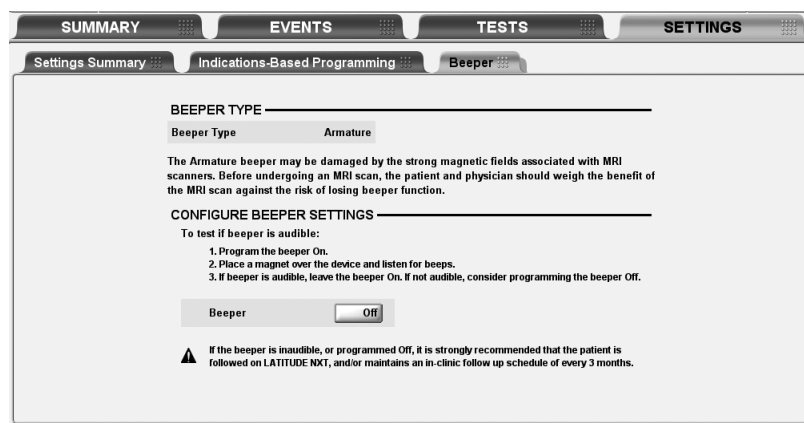 SUMMARY EVENTS TESTS SETTINGS
Settings Summary Indications-Based Programming Beeper
BEEPER TYPE
Beeper Type Armature
The Armature beeper may be damaged by the strong magnetic fields associated with MRI
scanners. Before undergoing an MRI scan, the patient and physician should weigh the benefit of
the MRI scan against the risk of losing beeper function.
CONFIGURE BEEPER SETTINGS
To test if beeper is audible:
1. Program the beeper On.
2. Place a magnet over the device and listen for beeps.
3. If beeper is audible, leave the beeper On. If not audible, consider programming the beeper Off.
Beeper Off
If the beeper is inaudible, or programmed Off, it is strongly recommended that the patient is
followed on LATITUDE NXT, and/or maintains an in-clinic follow up schedule of every 3 months.